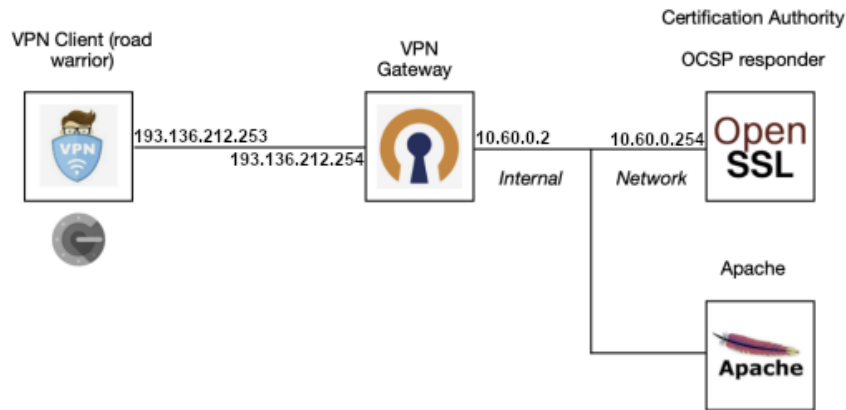 Certification Authority
VPN Client (road
warrior)
VPN
Gateway
OCSP responder
VPN
193.136.212.253
193.136.212.254
10.60.0.2
10.60.0.254
Open
SSL
Internal
Network
Apache
Apache